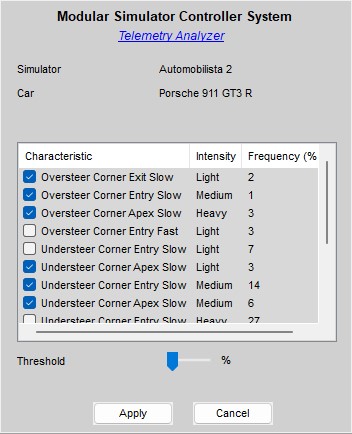 Modular Simulator Controller System
Telemetry Analyzer
Simulator Automobilista 2
Car Porsche 911 GT3 R
Characteristic Intensity Frequency (%
Oversteer Corner Exit Slow Light 2
Oversteer Corner Entry Slow Medium 1
Oversteer Corner Apex Slow Heavy 3
Oversteer Corner Entry Fast Light 3
Understeer Corner Entry Slow Light 7
Understeer Corner Apex Slow Light 3
Understeer Corner Entry Slow Medium 14
Understeer Corner Apex Slow Medium 6
Understeer Corner Entry Slow Heavy 27
Threshold %
Apply Cancel